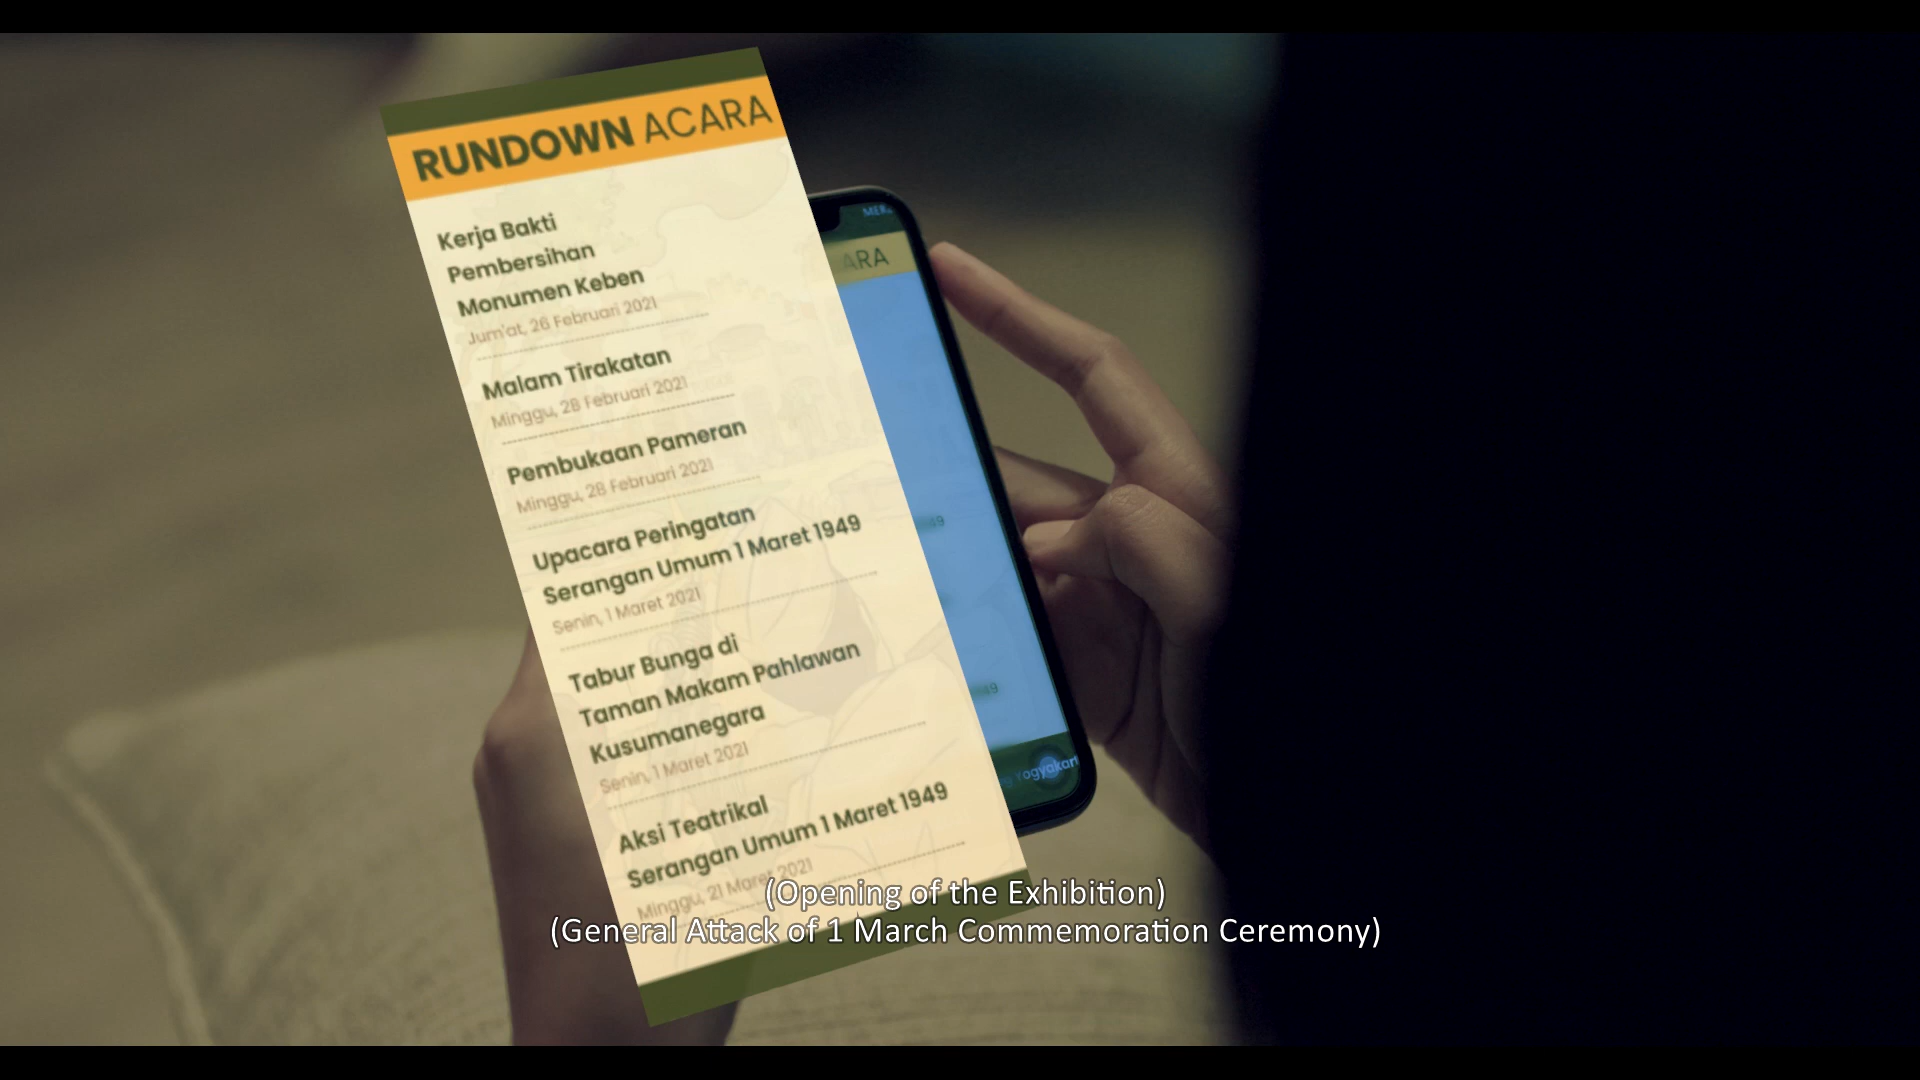 RUNDOWN ACARA
Kerja Bakti
Pembersihan
Monumen Keben
Jum'at, 26 Februari 2021
Malam Tirakatan
Minggu, 28 Februari 2021
Pembukaan Pameran
Minggu, 28 Februari 2021
Upacara Peringatan
Serangan Umum 1 Maret 1949
Senin, 1 Maret 2021
Tabur Bunga di
Taman Makam Pahlawan
Kusumanegara
Senin, 1 Maret 2021
Aksi Teatrikal
Serangan Umum 1 Maret 1949
Minggu, 21 Maret 2021
ARA
49
49
(Opening of the Exhibition)
(General Attack of 1 March Commemoration Ceremony)